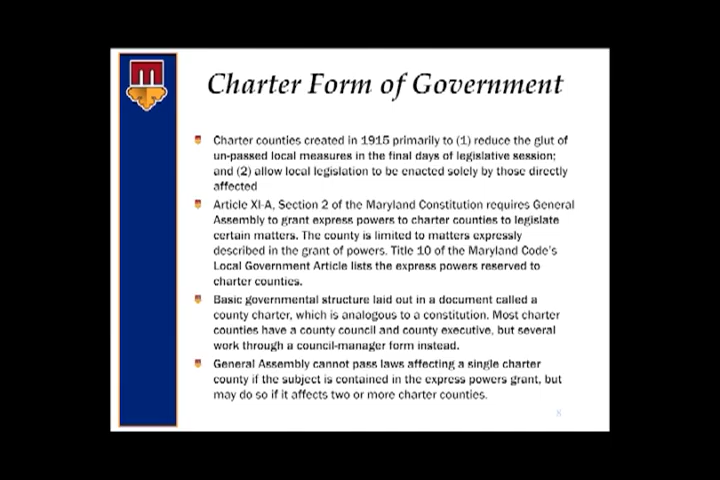 Charter Form of Government
Charter counties created in 1915 primarily to (1) reduce the glut of
un-passed local measures in the final days of legislative session;
and (2) allow local legislation to be enacted solely by those directly
affected
Article XI-A, Section 2 of the Maryland Constitution requires General
Assembly to grant express powers to charter counties to legislate
certain matters. The county is limited to matters expressly
described in the grant of powers. Title 10 of the Maryland Code's
Local Government Article lists the express powers reserved to
charter counties.
Basic governmental structure laid out in a document called a
county charter, which is analogous to a constitution. Most charter
counties have a county council and county executive, but several
work through a council-manager form instead.
General Assembly cannot pass laws affecting a single charter
county if the subject is contained in the express powers grant, but
may do so if it affects two or more charter counties.
8